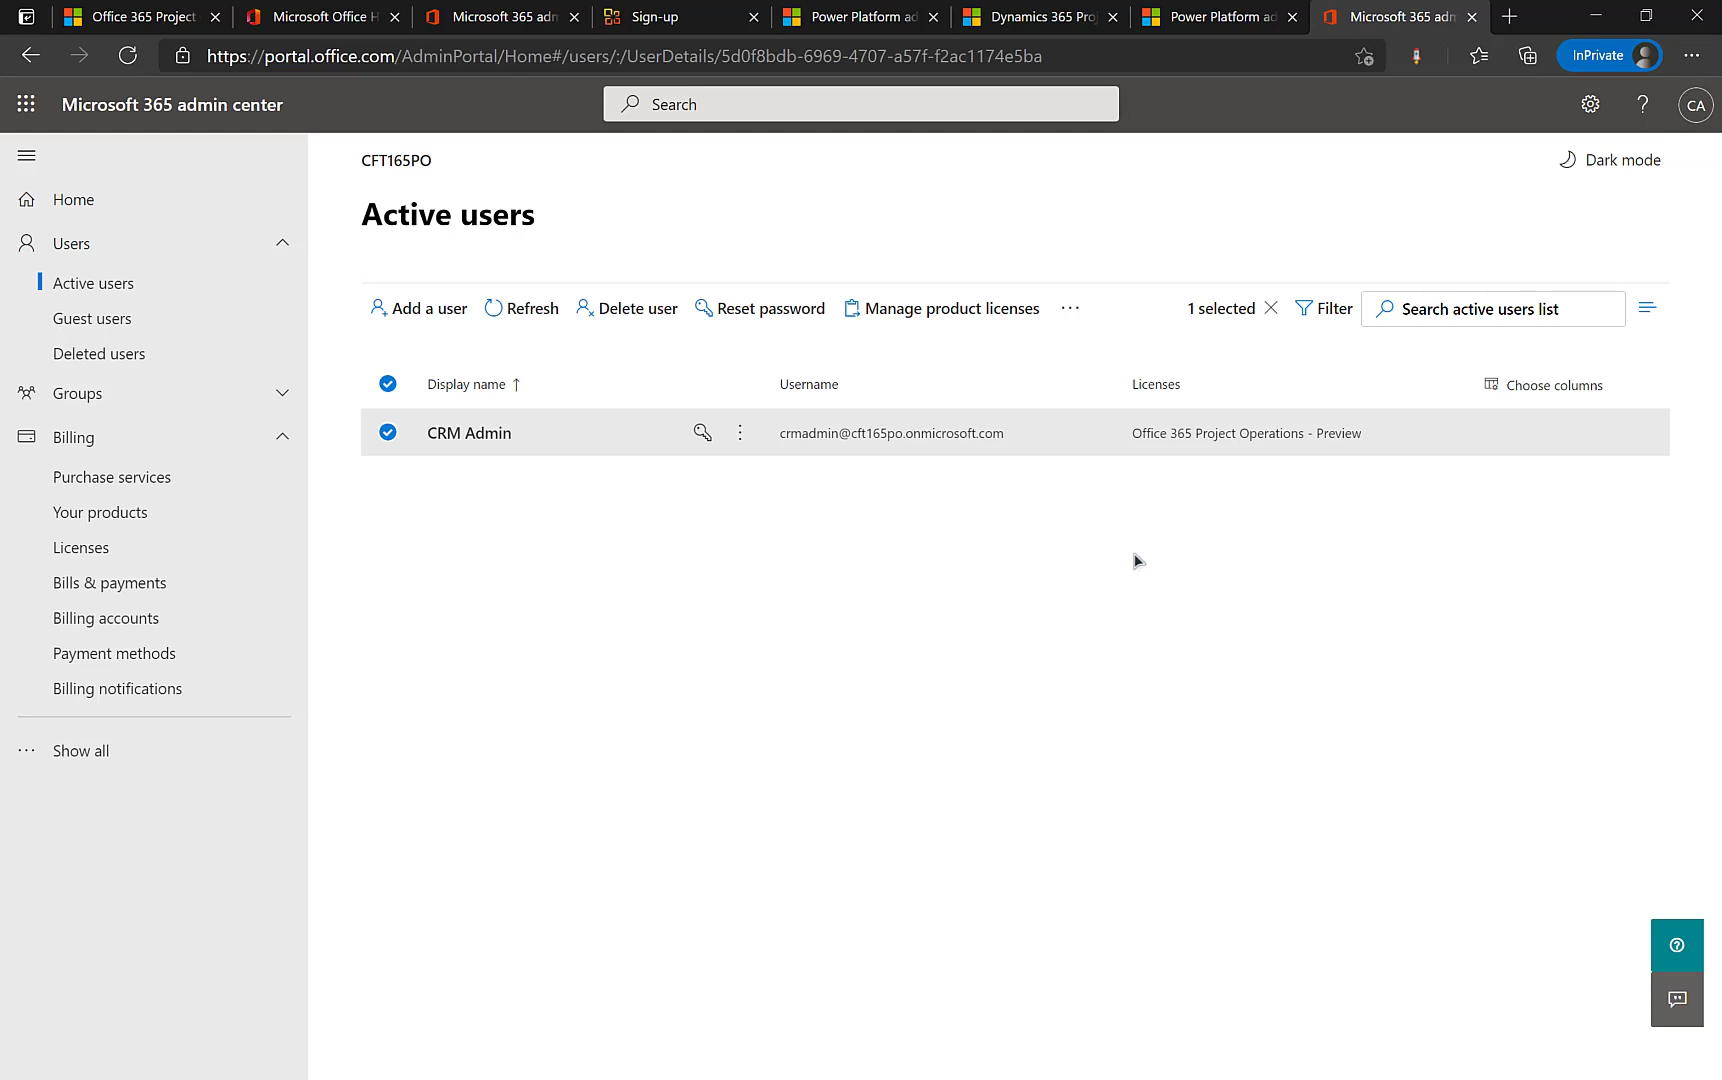 Office 365 Project
Microsoft Office H
Microsoft 365 adn
Sign-up
Power Platform ad
Dynamics 365 Pro
Power Platform ad
Microsoft 365 adn
https://portal.office.com/AdminPortal/Home#/users/:/UserDetails/5d0f8bdb-6969-4707-a57f-f2ac1174e5ba
InPrivate
Microsoft 365 admin center
Search
CA
CFT165PO
Dark mode
Home
Active users
Users
Active users
Guest users
Deleted users
Groups
Billing
Purchase services
Your products
Licenses
Bills & payments
Billing accounts
Payment methods
Billing notifications
Show all
Add a user Refresh Delete user Reset password Manage product licenses 1 selected Filter Search active users list
Display name ↑ Username Licenses Choose columns
CRM Admin crmadmin@cft165po.onmicrosoft.com Office 365 Project Operations - Preview